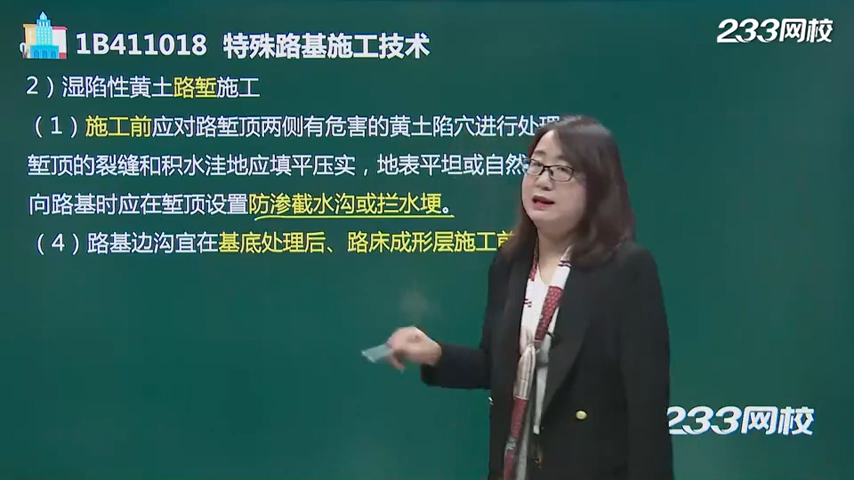 1B411018 特殊路基施工技术
233网校
2）湿陷性黄土路堑施工
（1）施工前应对路堑顶两侧有危害的黄土陷穴进行处理
堑顶的裂缝和积水洼地应填平压实，地表平坦或自然
向路基时应在堑顶设置防渗截水沟或拦水埂。
（4）路基边沟宜在基底处理后、路床成形层施工前
233网校